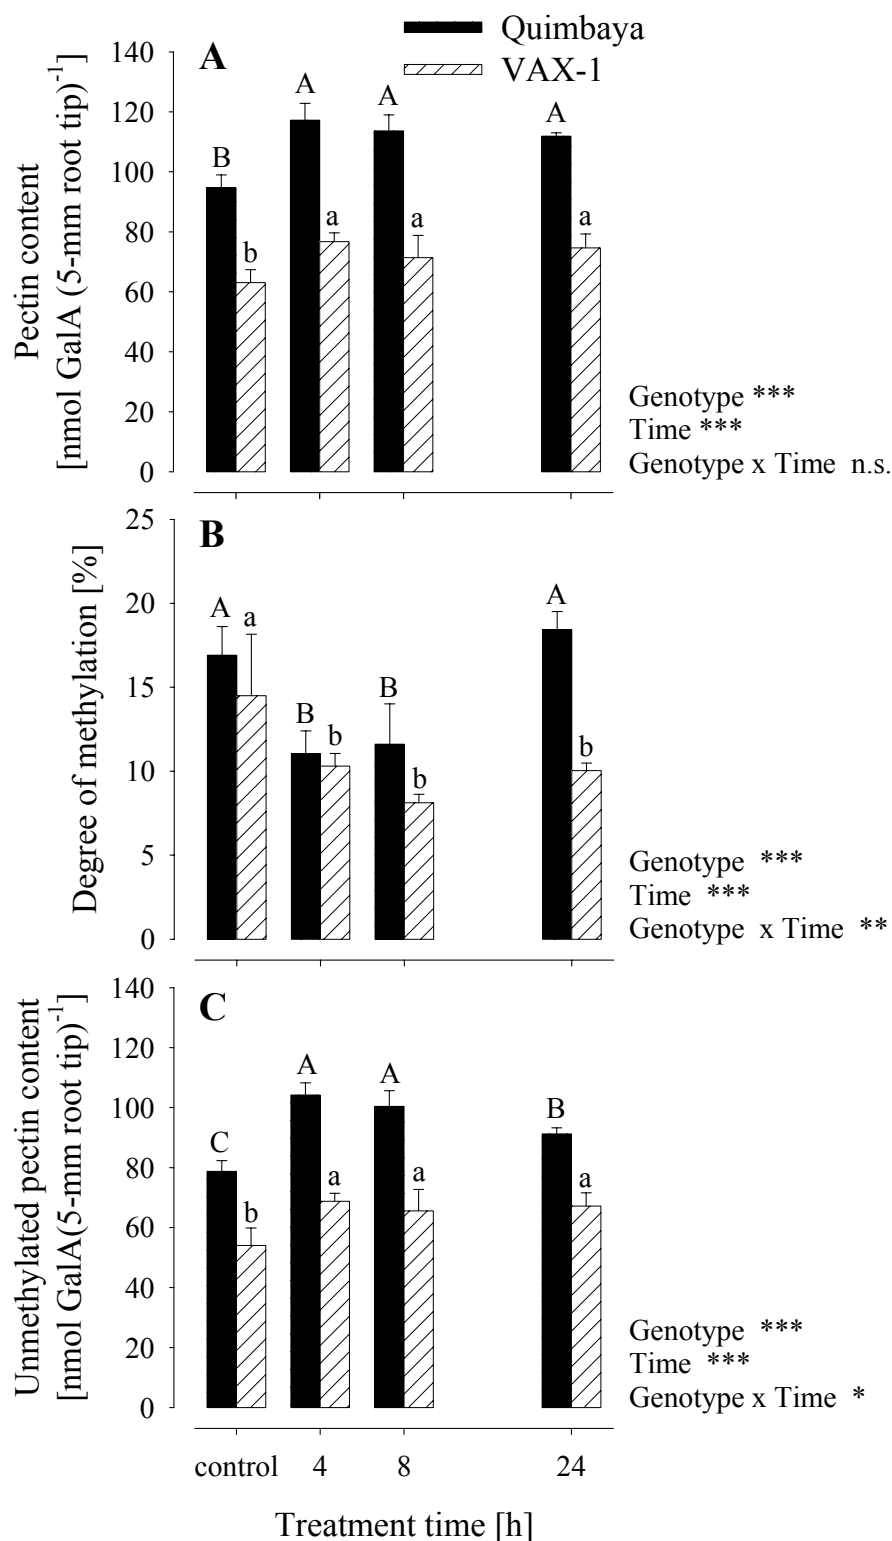 Quimbaya
VAX-1
A
Pectin content
[nmol GalA (5-mm root tip)-1]
140
120
100
80
60
40
20
0
B
A
A
A
b
a
a
a
Genotype ***
Time ***
Genotype x Time n.s.
B
Degree of methylation [%]
25
20
15
10
5
0
A
a
B
b
B
b
A
b
Genotype ***
Time ***
Genotype x Time **
C
Unmethylated pectin content
[nmol GalA(5-mm root tip)-1]
140
120
100
80
60
40
20
0
C
b
A
a
A
a
B
a
Genotype ***
Time ***
Genotype x Time *
control 4 8 24
Treatment time [h]